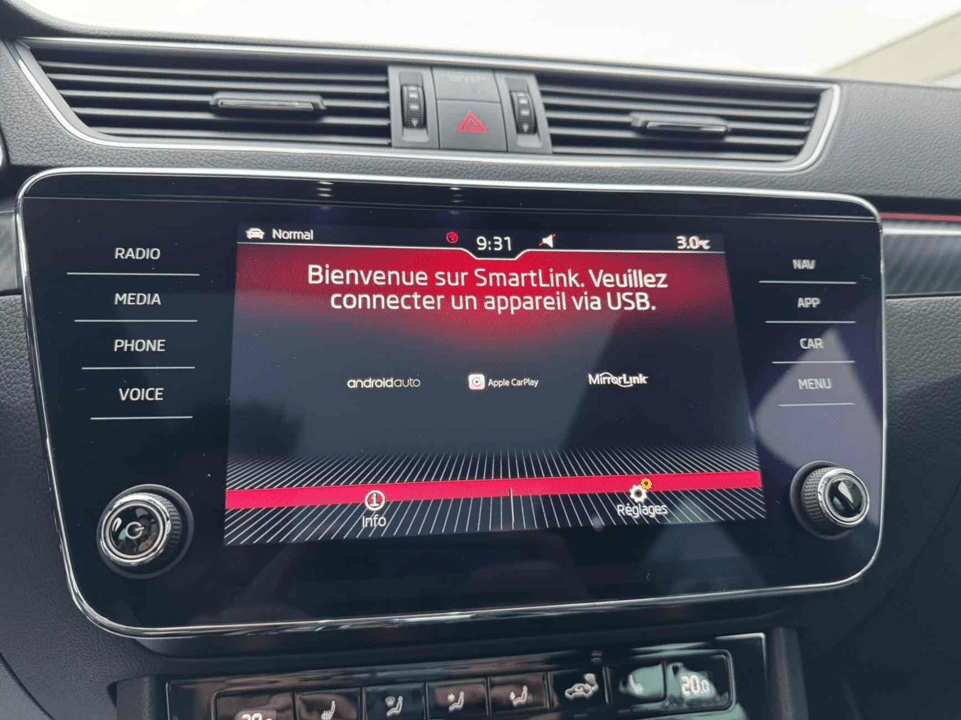 Normal
9:31
3.0°C
Bienvenue sur SmartLink. Veuillez
connecter un appareil via USB.
androidauto
Apple CarPlay
MirrorLink
Info
Réglages
RADIO
MEDIA
PHONE
VOICE
NAV
APP
CAR
MENU
20.0